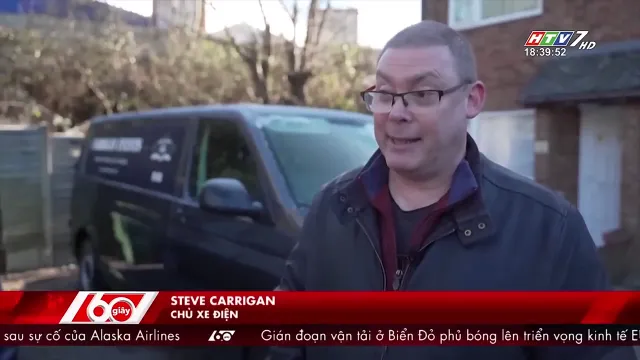 HTV7 HD
18:39:52
60 giây
STEVE CARRIGAN
CHỦ XE ĐIỆN
sau sự cố của Alaska Airlines 60 Gián đoạn vận tải ở Biển Đỏ phủ bóng lên triển vọng kinh tế E